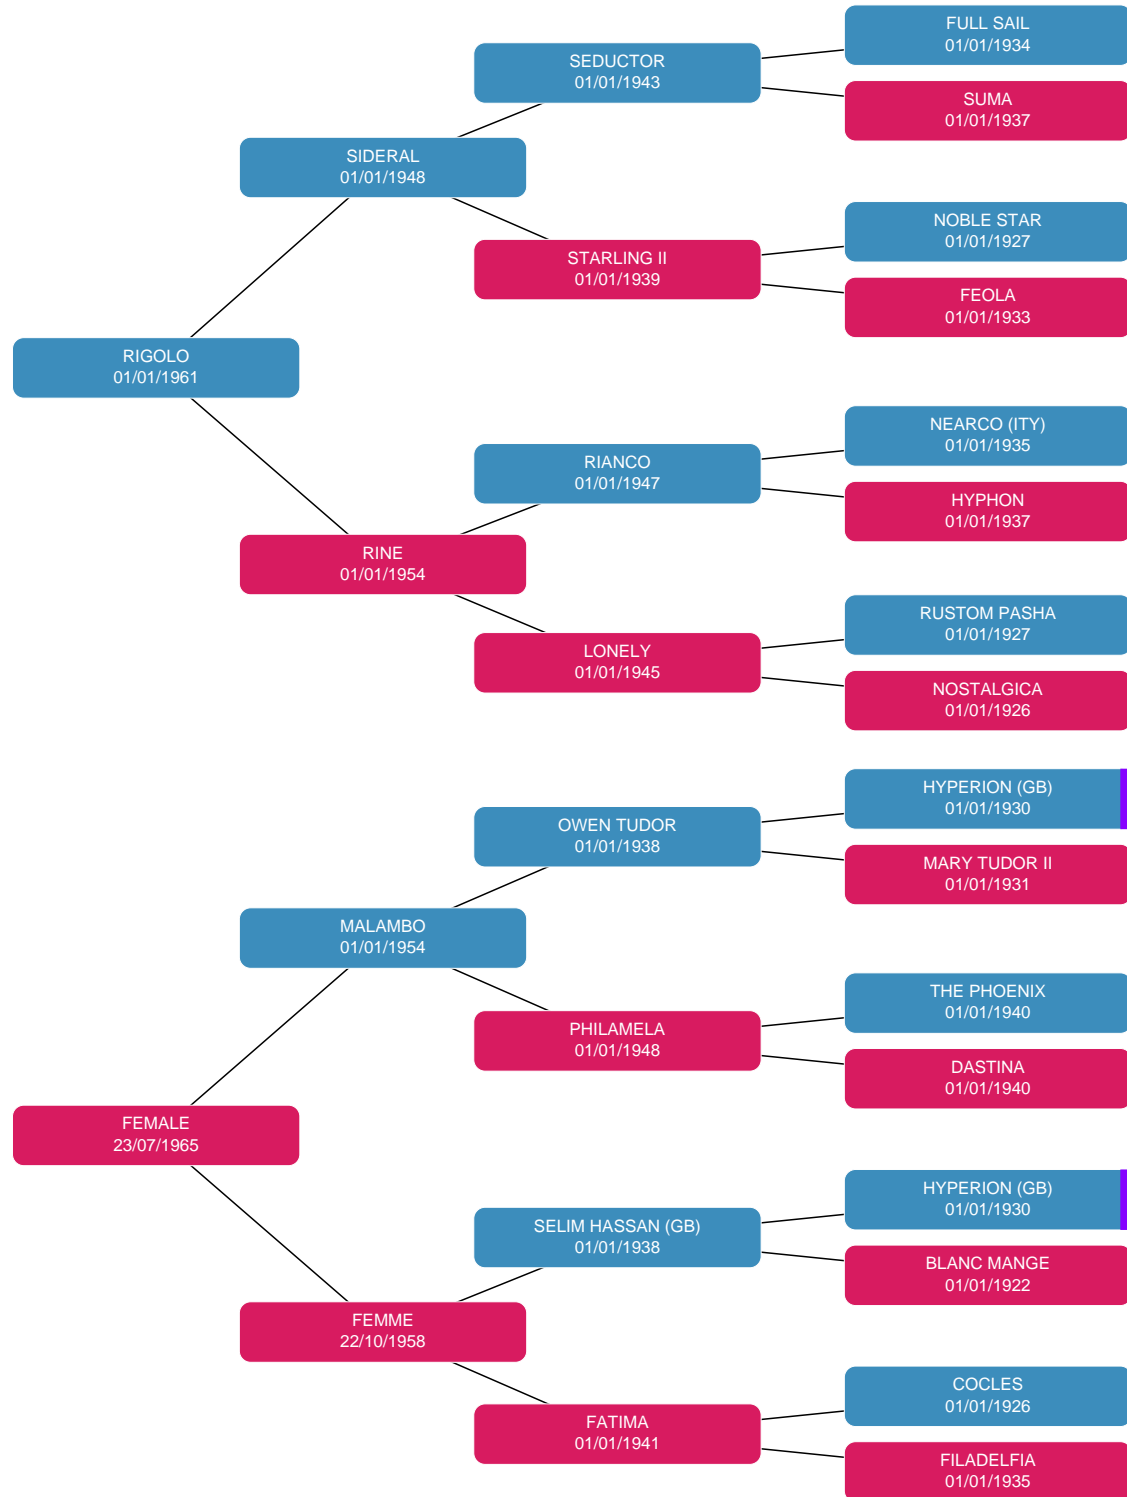 FULL SAIL
01/01/1934
SEDUCTOR
01/01/1943
SUMA
01/01/1937
SIDERAL
01/01/1948
NOBLE STAR
01/01/1927
STARLING II
01/01/1939
FEOLA
01/01/1933
RIGOLO
01/01/1961
NEARCO (ITY)
01/01/1935
RIANCO
01/01/1947
HYPHON
01/01/1937
RINE
01/01/1954
RUSTOM PASHA
01/01/1927
LONELY
01/01/1945
NOSTALGICA
01/01/1926
HYPERION (GB)
01/01/1930
OWEN TUDOR
01/01/1938
MARY TUDOR II
01/01/1931
MALAMBO
01/01/1954
THE PHOENIX
01/01/1940
PHILAMELA
01/01/1948
DASTINA
01/01/1940
FEMALE
23/07/1965
HYPERION (GB)
01/01/1930
SELIM HASSAN (GB)
01/01/1938
BLANC MANGE
01/01/1922
FEMME
22/10/1958
COCLES
01/01/1926
FATIMA
01/01/1941
FILADELFIA
01/01/1935